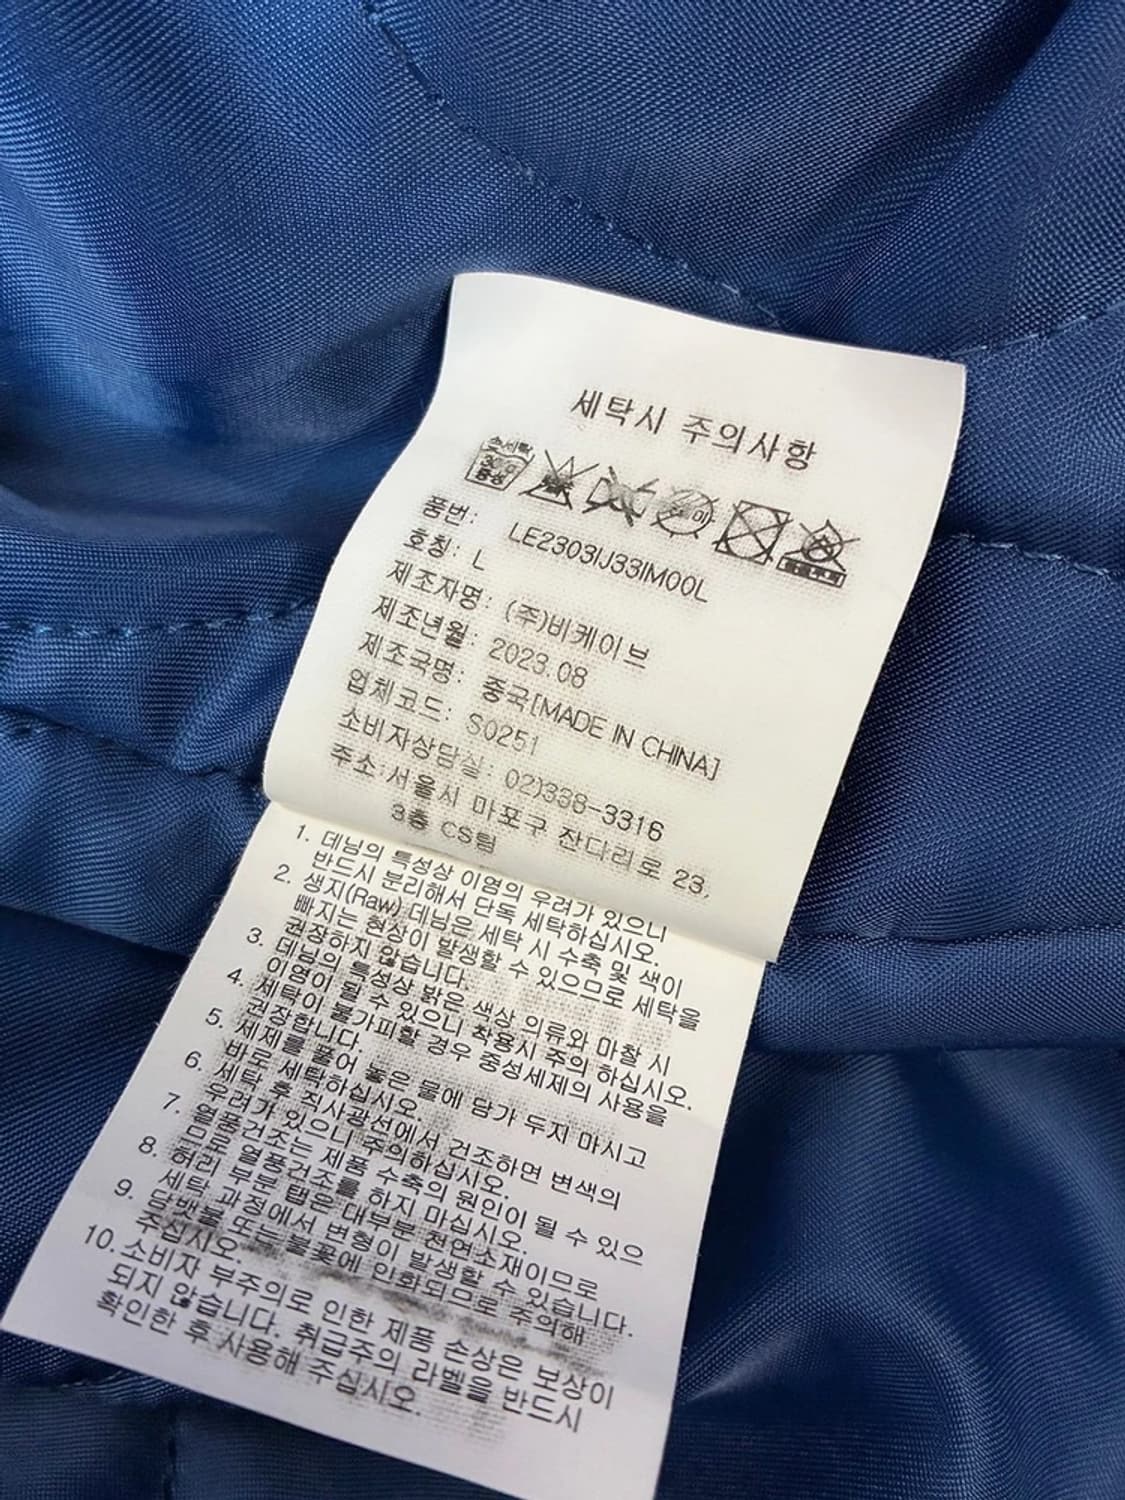 세탁시 주의사항
손세탁
30℃
중성
품번: LE2303IJ33IM00L
호칭: L
제조자명: (주)비케이브
제조년월: 2023.08
제조국명: 중국[MADE IN CHINA]
업체코드: S0251
소비자상담실: 02)338-3316
주소:서울시 마포구 잔다리로 23,
3층 CS팀
1. 데님의 특성상 이염의 우려가 있으니
반드시 분리해서 단독 세탁하십시오.
2. 생지(Raw) 데님은 세탁 시 수축 및 색이
빠지는 현상이 발생할 수 있으므로 세탁을
권장하지 않습니다.
3. 데님의 특성상 밝은 색상 의류와 마찰 시
이염이 될 수 있으니 착용시 주의 하십시오.
4. 세탁이 불가피할 경우 중성세제의 사용을
권장합니다.
5. 세제를 풀어 놓은 물에 담가 두지 마시고
바로 세탁하십시오.
6. 세탁 후 직사광선에서 건조하면 변색의
우려가 있으니 주의하십시오.
7. 열풍건조는 제품 수축의 원인이 될 수 있으
므로 열풍건조를 하지 마십시오.
8. 허리 부분 탭은 대부분 천연소재이므로
세탁 과정에서 변형이 발생할 수 있습니다.
9. 담뱃불 또는 불꽃에 인화되므로 주의해
주십시오.
10. 소비자 부주의로 인한 제품 손상은 보상이
되지 않습니다. 취급주의 라벨을 반드시
확인한 후 사용해 주십시오.